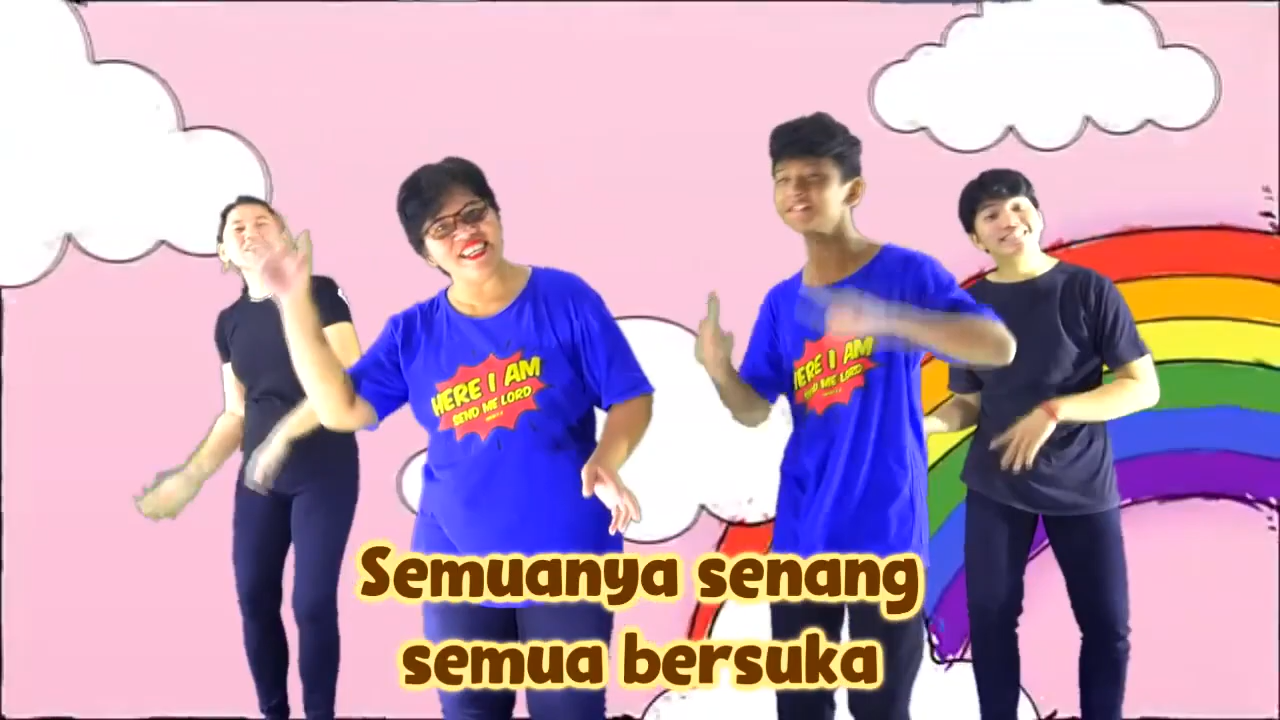 HERE I AM
SEND ME LORD
HERE I AM
SEND ME LORD
Semuanya senang
semua bersuka